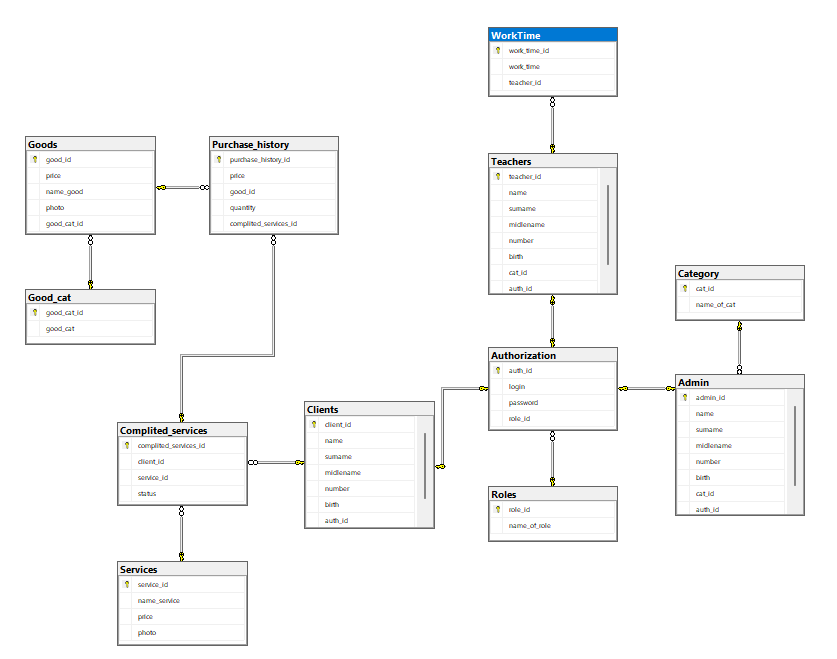 WorkTime
work_time_id
work_time
teacher_id
Goods
good_id
price
name_good
photo
good_cat_id
Purchase_history
purchase_history_id
price
good_id
quantity
complited_services_id
Teachers
teacher_id
name
surname
midlename
number
birth
cat_id
auth_id
Good_cat
good_cat_id
good_cat
Category
cat_id
name_of_cat
Authorization
auth_id
login
password
role_id
Admin
admin_id
name
surname
midlename
number
birth
cat_id
auth_id
Clients
client_id
name
surname
midlename
number
birth
auth_id
Complited_services
complited_services_id
client_id
service_id
status
Roles
role_id
name_of_role
Services
service_id
name_service
price
photo